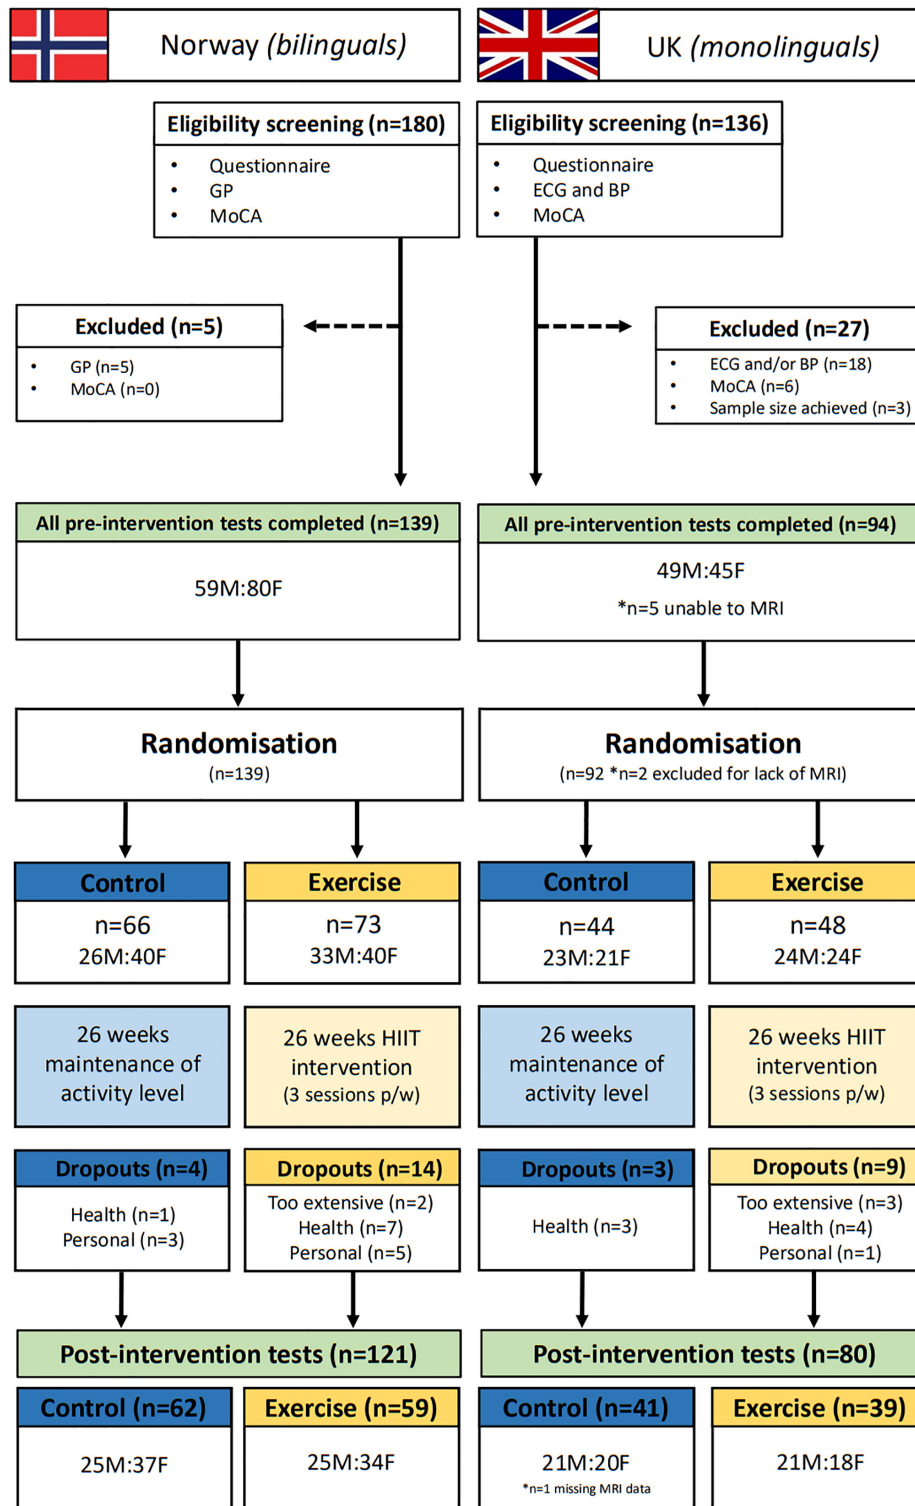 Norway (bilinguals)
UK (monolinguals)
Eligibility screening (n=180)
• Questionnaire
• GP
• MoCA
Eligibility screening (n=136)
• Questionnaire
• ECG and BP
• MoCA
Excluded (n=5)
• GP (n=5)
• MoCA (n=0)
Excluded (n=27)
• ECG and/or BP (n=18)
• MoCA (n=6)
• Sample size achieved (n=3)
All pre-intervention tests completed (n=139)
59M:80F
All pre-intervention tests completed (n=94)
49M:45F
*n=5 unable to MRI
Randomisation
(n=139)
Randomisation
(n=92 *n=2 excluded for lack of MRI)
Control
n=66
26M:40F
Exercise
n=73
33M:40F
Control
n=44
23M:21F
Exercise
n=48
24M:24F
26 weeks
maintenance of
activity level
26 weeks HIIT
intervention
(3 sessions p/w)
26 weeks
maintenance of
activity level
26 weeks HIIT
intervention
(3 sessions p/w)
Dropouts (n=4)
Health (n=1)
Personal (n=3)
Dropouts (n=14)
Too extensive (n=2)
Health (n=7)
Personal (n=5)
Dropouts (n=3)
Health (n=3)
Dropouts (n=9)
Too extensive (n=3)
Health (n=4)
Personal (n=1)
Post-intervention tests (n=121)
Post-intervention tests (n=80)
Control (n=62)
25M:37F
Exercise (n=59)
25M:34F
Control (n=41)
21M:20F
*n=1 missing MRI data
Exercise (n=39)
21M:18F